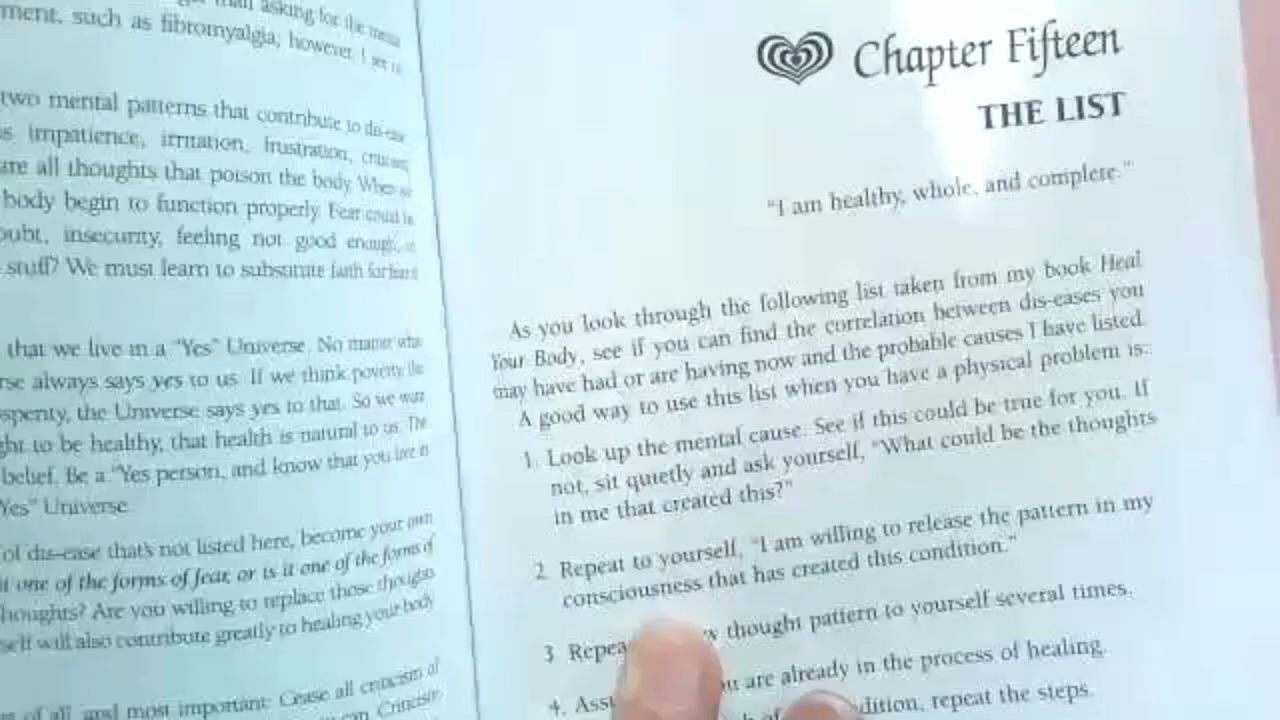 asking for the
ment, such as fibromyalgia; however, I see
two mental patterns that contribute to dis-ease
s impatience, irritation, frustration,
are all thoughts that poison the body. When
body begin to function properly. Fear could
oubt, insecurity, feeling not good enough,
stuff? We must learn to substitute faith for fear
that we live in a "Yes" Universe. No matter what
rse always says yes to us. If we think poverty, the
osperity, the Universe says yes to that. So we
ght to be healthy, that health is natural to us. The
belief. Be a "Yes person, and know that you live
Yes" Universe.
of dis-ease that's not listed here, become your own
it one of the forms of fear, or is it one of the forms of
houghts? Are you willing to replace those thoughts
self will also contribute greatly to healing your body
of all, and most important: Cease all criticism of
Criticism
Chapter Fifteen
THE LIST
"I am healthy, whole, and complete."
As you look through the following list taken from my book Heal
Your Body, see if you can find the correlation between dis-eases you
may have had or are having now and the probable causes I have listed.
A good way to use this list when you have a physical problem is:
1. Look up the mental cause. See if this could be true for you. If
not, sit quietly and ask yourself, "What could be the thoughts
in me that created this?"
2. Repeat to yourself, "I am willing to release the pattern in my
consciousness that has created this condition."
3 Repea w thought pattern to yourself several times.
4. Ass ou are already in the process of healing.
of dition, repeat the steps.